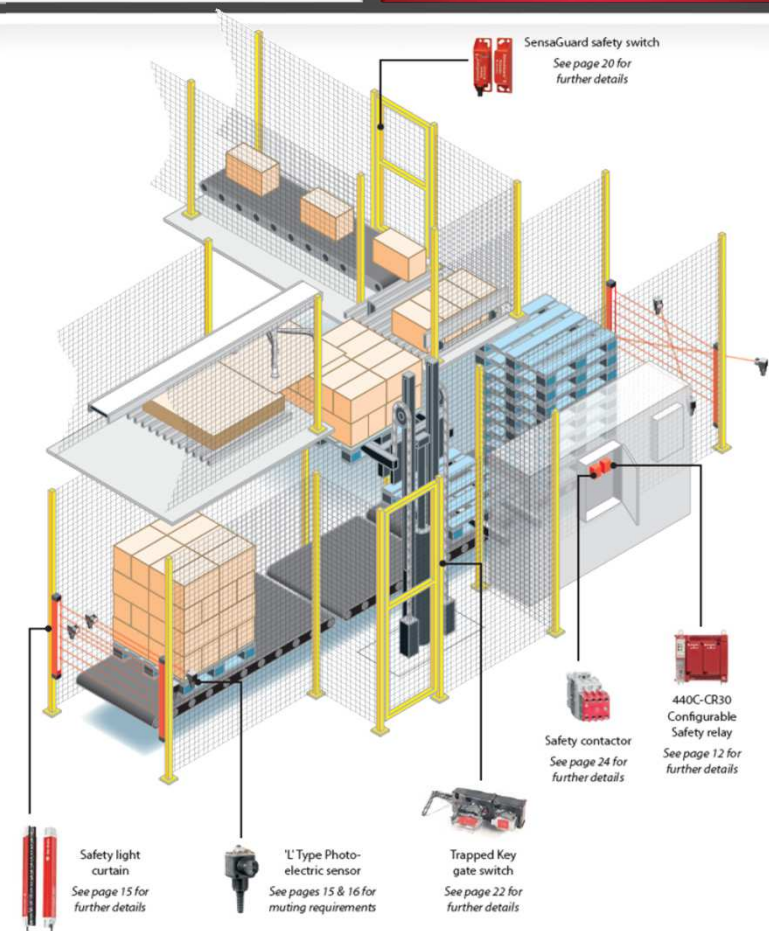 SensaGuard safety switch
See page 20 for
further details
440C-CR30
Configurable
Safety relay
See page 12 for
further details
Safety contactor
See page 24 for
further details
Safety light
curtain
See page 15 for
further details
'L' Type Photo-
electric sensor
See pages 15 & 16 for
muting requirements
Trapped Key
gate switch
See page 22 for
further details